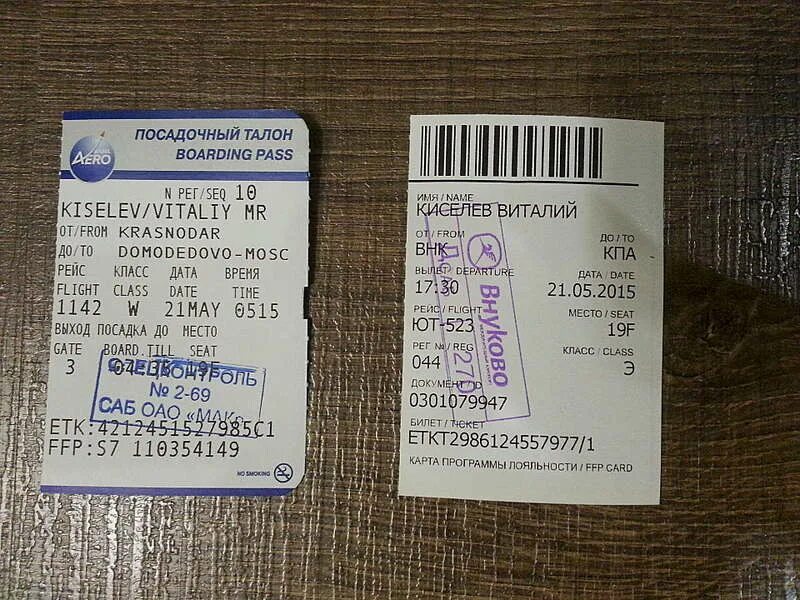 ПОСАДОЧНЫЙ ТАЛОН
BOARDING PASS
AERO
N РЕГ/SEQ 10
KISELEV/VITALIY MR
ОТ/FROM KRASNODAR
ДО/TO DOMODEDOVO-MOSC
РЕЙС КЛАСС ДАТА ВРЕМЯ
FLIGHT CLASS DATE TIME
1142 W 21MAY 0515
ВЫХОД ПОСАДКА ДО МЕСТО
GATE BOARD.TILL SEAT
3
СПЕЦКОНТРОЛЬ
№ 2-69
САБ ОАО «МАК»
ETK:4212451527985C1
FFP:S7 110354149
NO SMOKING
ИМЯ / NAME
КИСЕЛЕВ ВИТАЛИЙ
ОТ / FROM ДО / TO
ВНК КПА
ВЫЛЕТ DEPARTURE ДАТА / DATE
17:30 21.05.2015
РЕЙС / FLIGHT МЕСТО / SEAT
ЮТ-523 19F
РЕГ № / REG КЛАСС / CLASS
044 Э
ДОКУМЕНТ / ID
0301079947
БИЛЕТ / TICKET
ETKT2986124557977/1
КАРТА ПРОГРАММЫ ЛОЯЛЬНОСТИ / FFP CARD
Внуково